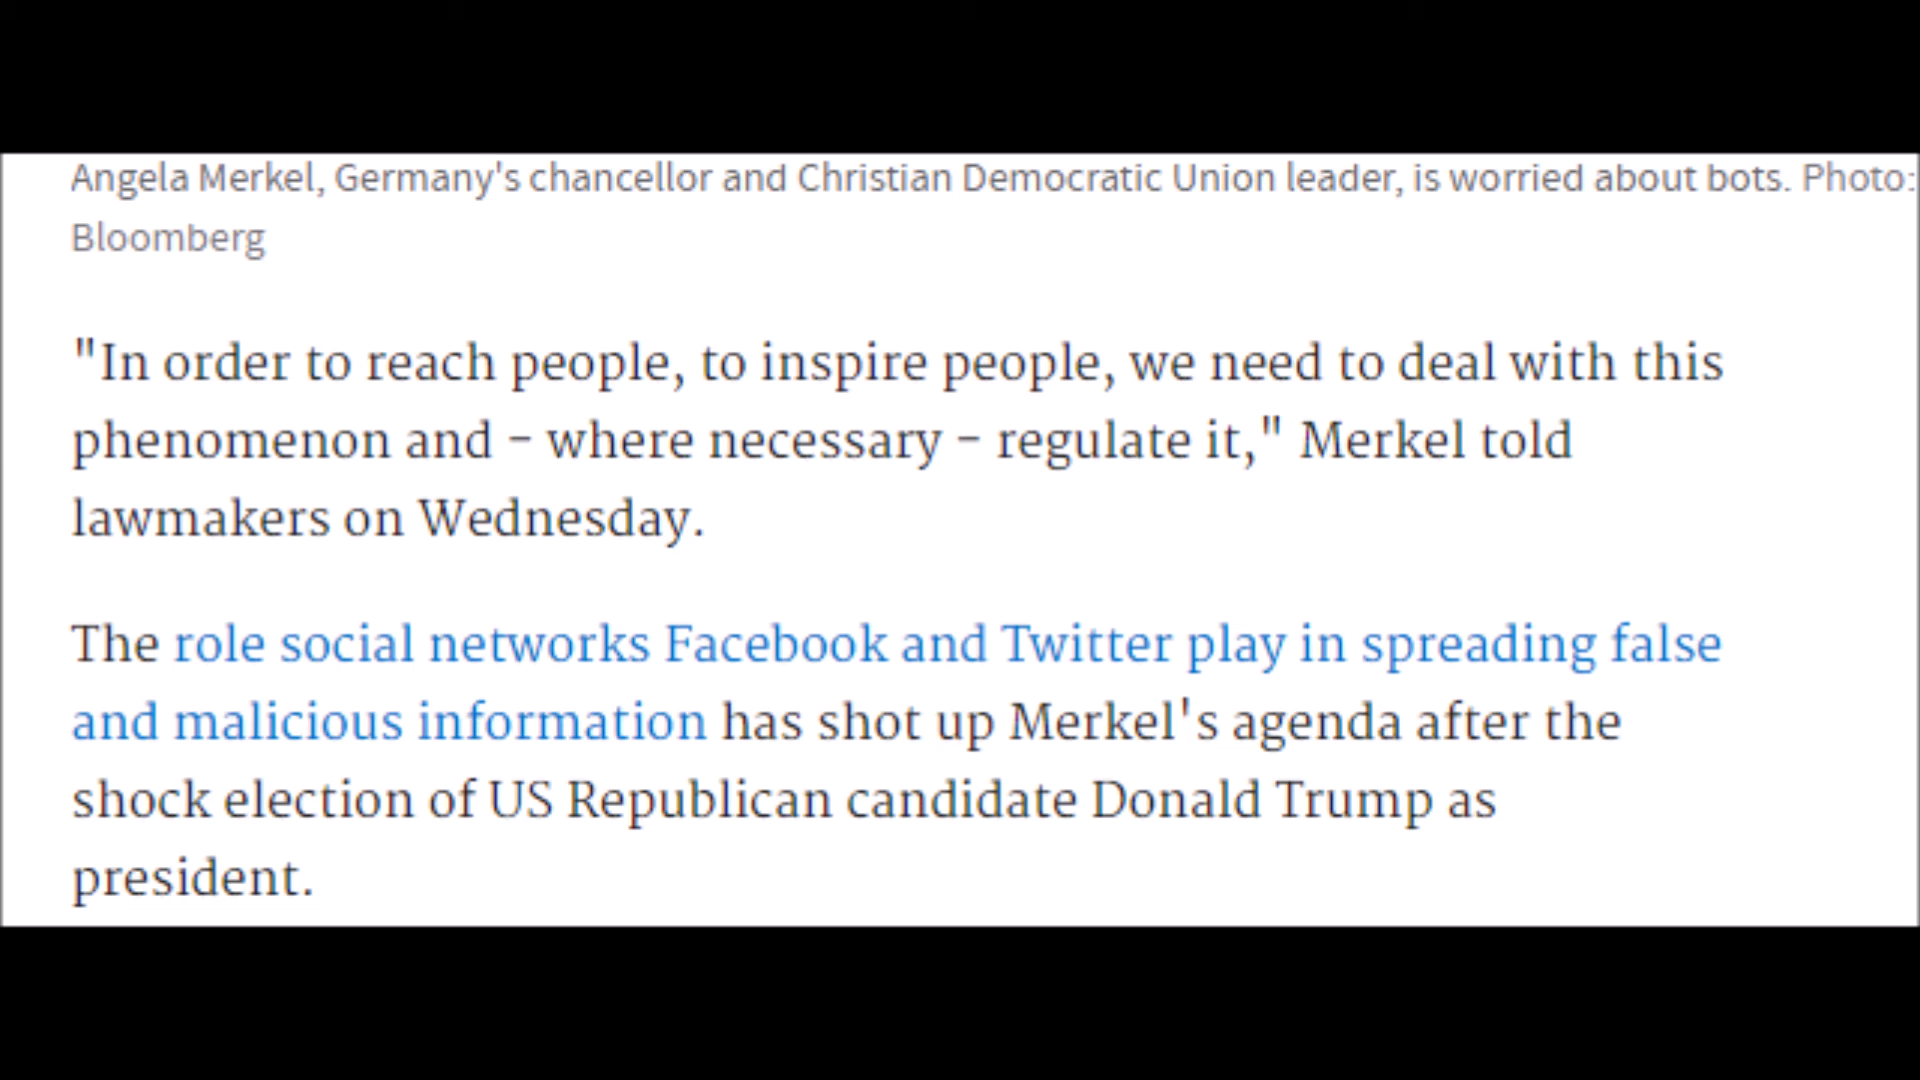 Angela Merkel, Germany's chancellor and Christian Democratic Union leader, is worried about bots. Photo:
Bloomberg
"In order to reach people, to inspire people, we need to deal with this
phenomenon and – where necessary – regulate it," Merkel told
lawmakers on Wednesday.
The role social networks Facebook and Twitter play in spreading false
and malicious information has shot up Merkel's agenda after the
shock election of US Republican candidate Donald Trump as
president.